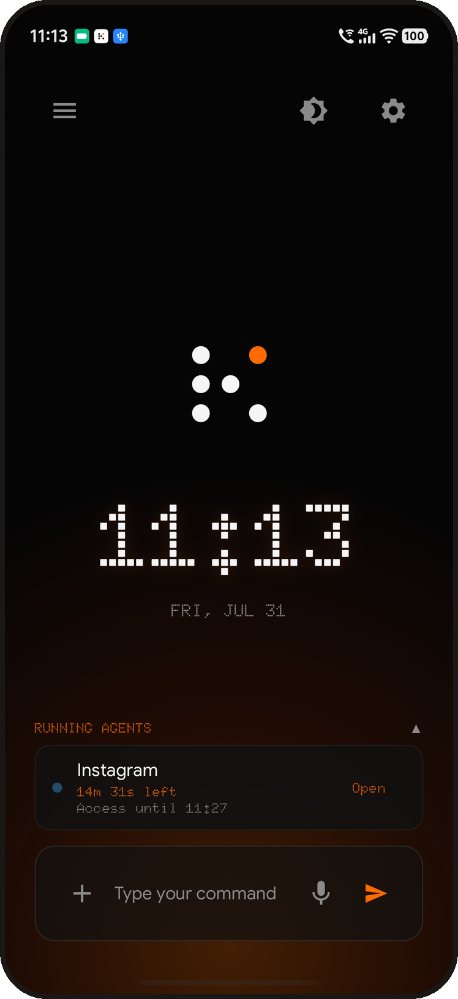 11:13
4G
100
11:13
FRI, JUL 31
RUNNING AGENTS
Instagram
14m 31s left
Open
Access until 11:27
Type your command